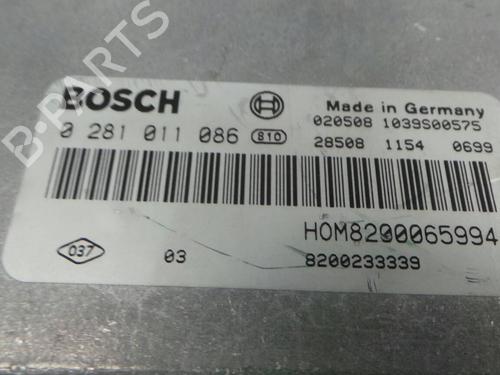 B-PARTS
BOSCH
Made in Germany
020508 1039S00575
0 281 011 086 810
28508 1154 0699
HOM8200065994
037 03 8200233339